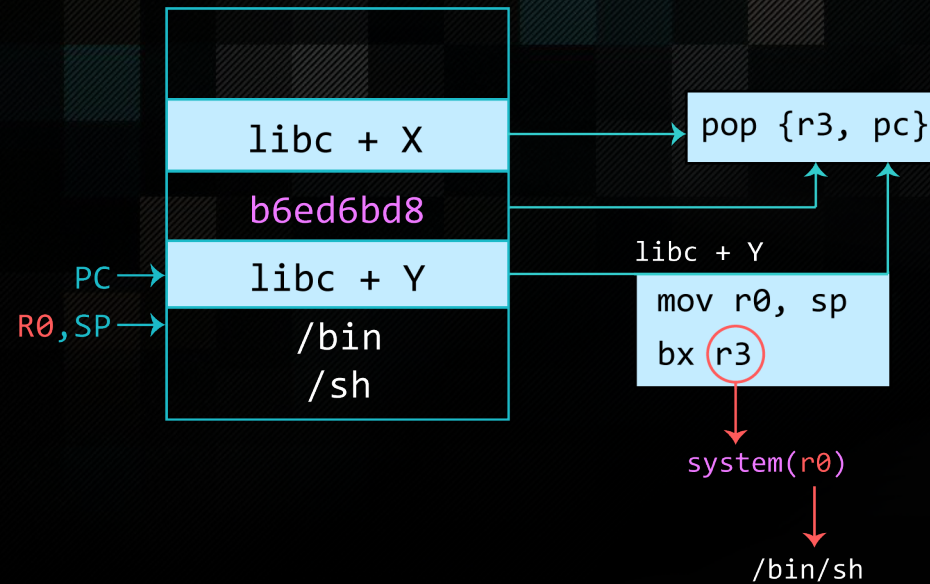 libc + X
pop {r3, pc}
b6ed6bd8
libc + Y
PC
libc + Y
mov r0, sp
R0,SP
/bin
bx r3
/sh
system(r0)
/bin/sh